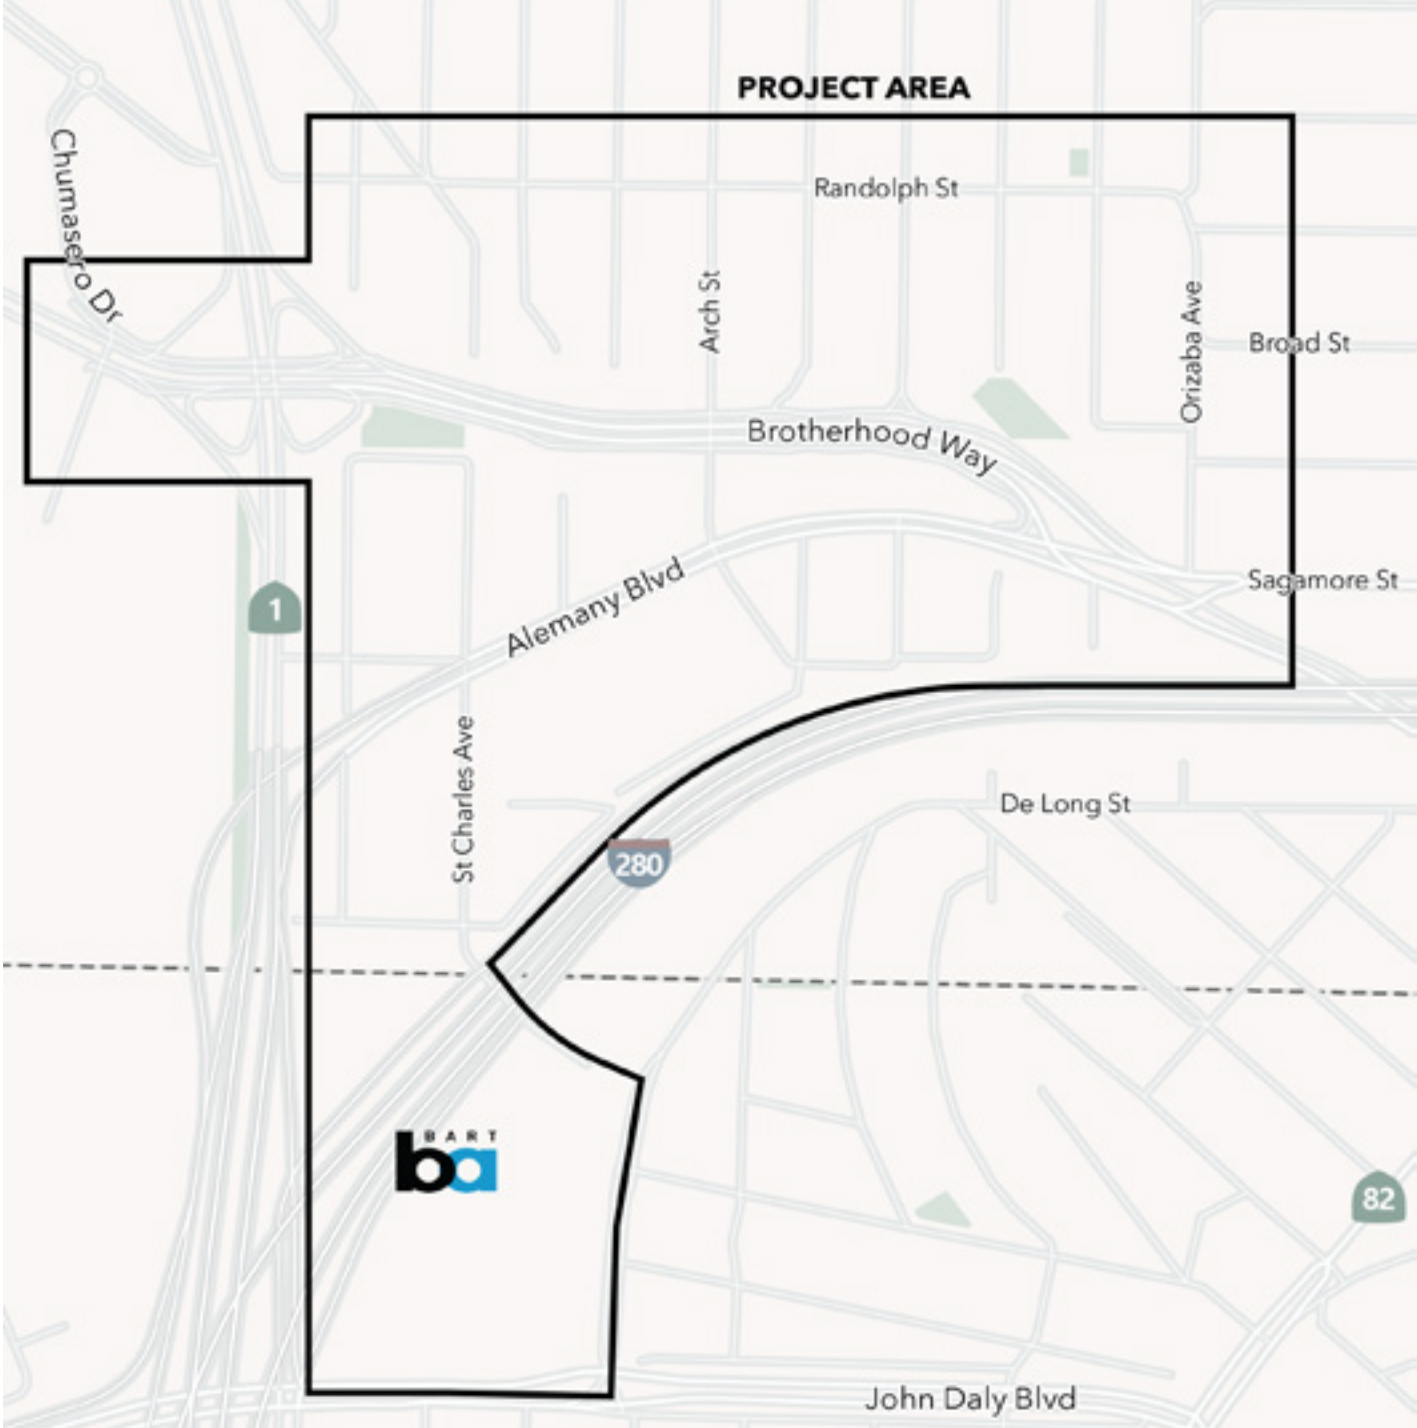 PROJECT AREA
Chumasero Dr
Randolph St
Arch St
Orizaba Ave
Broad St
Brotherhood Way
Sagamore St
Alemany Blvd
1
St Charles Ave
De Long St
280
BART
ba
82
John Daly Blvd